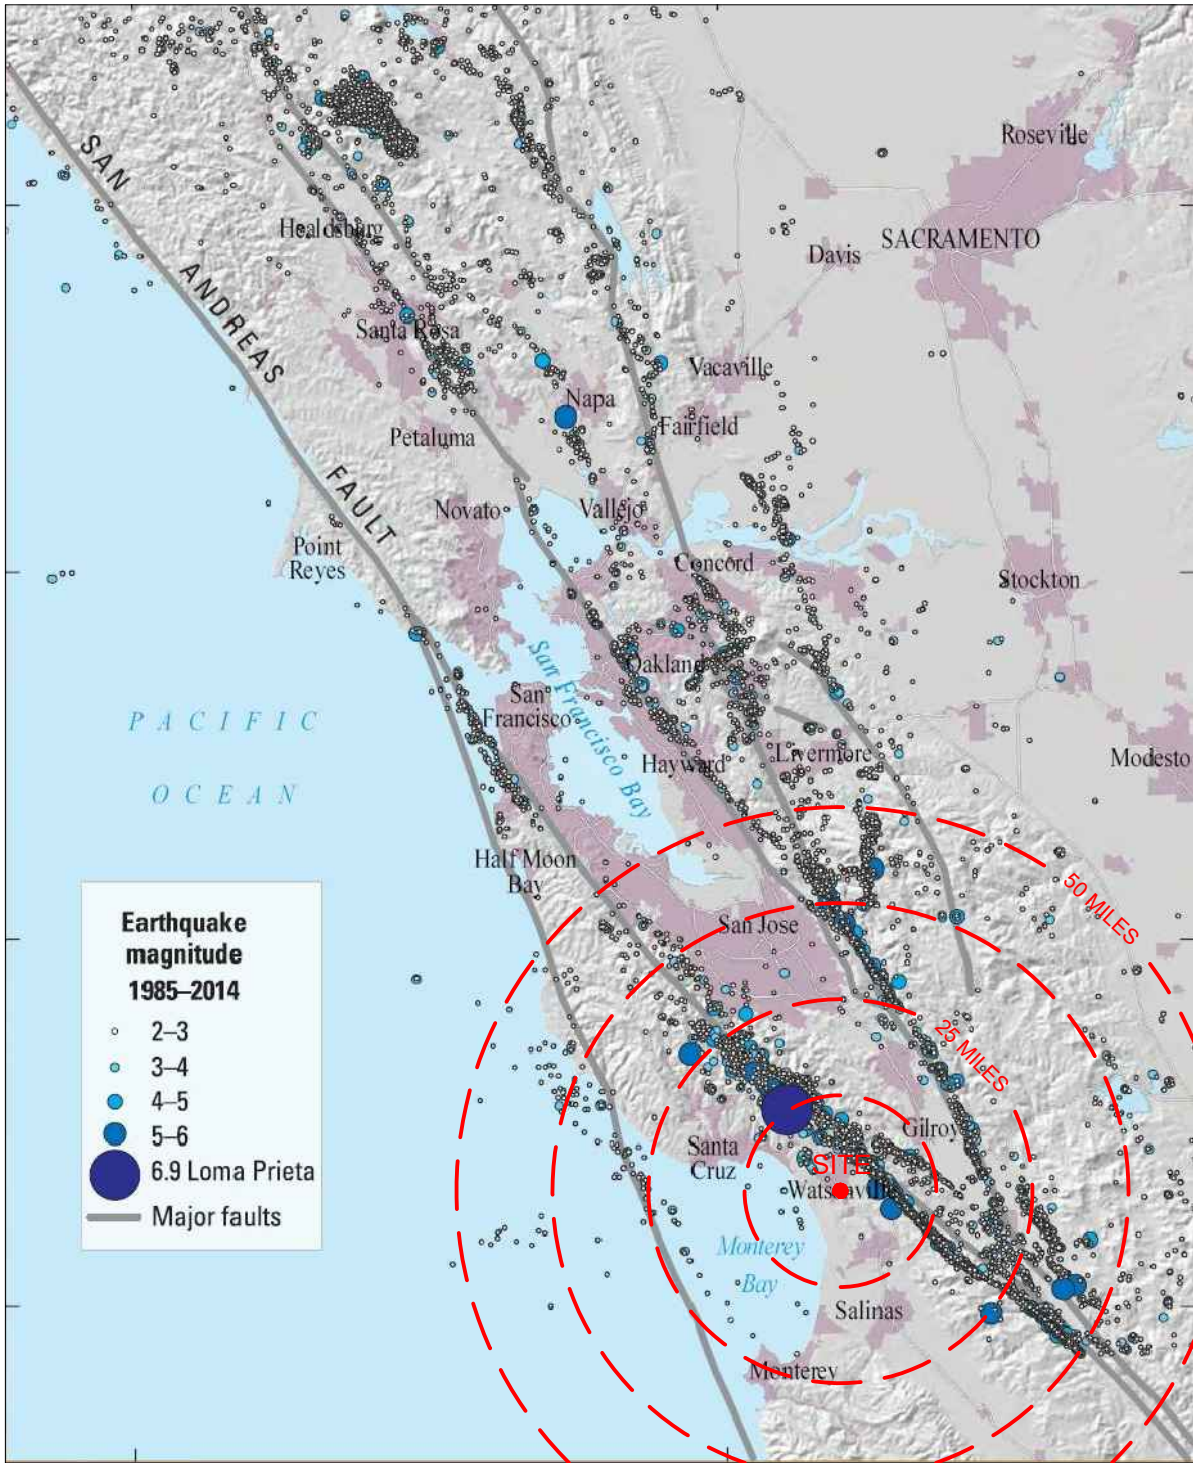 Roseville
SACRAMENTO
Davis
SAN
ANDREAS
FAULT
Healdsburg
Santa Rosa
Vacaville
Napa
Fairfield
Petaluma
Novato
Vallejo
Point
Reyes
Concord
Stockton
San Francisco Bay
Oakland
San
Francisco
PACIFIC
OCEAN
Hayward
Livermore
Modesto
Half Moon
Bay
50 MILES
San Jose
25 MILES
Earthquake
magnitude
1985–2014
2–3
3–4
4–5
5–6
6.9 Loma Prieta
Major faults
Gilroy
Santa
Cruz
SITE
Watsonville
Monterey
Bay
Salinas
Monterey